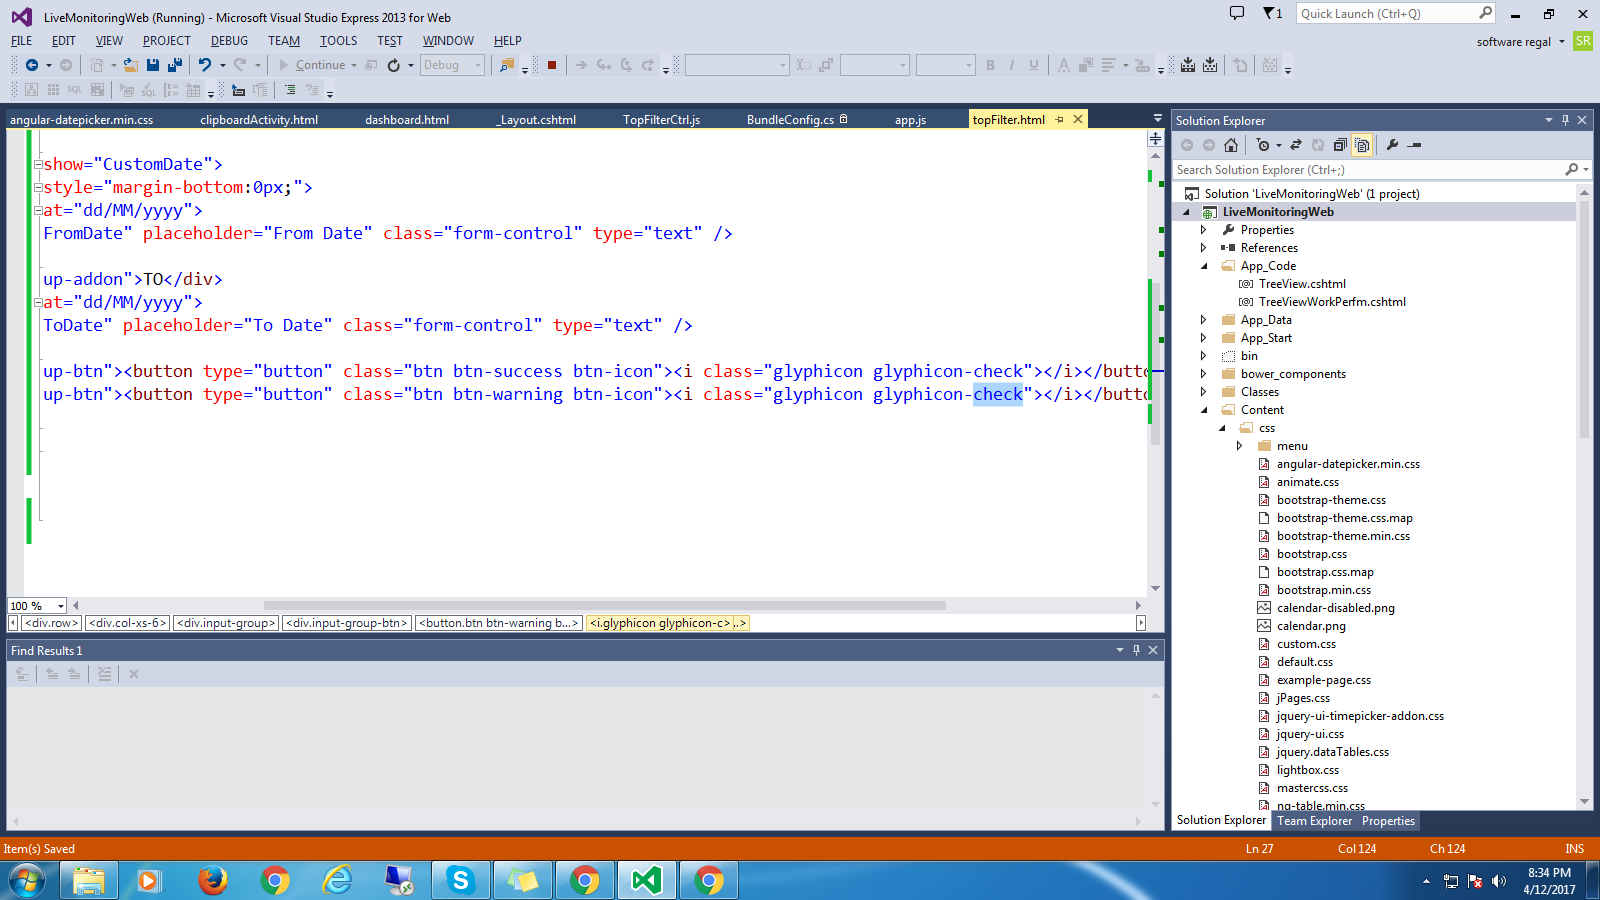 LiveMonitoringWeb (Running) - Microsoft Visual Studio Express 2013 for Web
1
Quick Launch (Ctrl+Q)
FILE EDIT VIEW PROJECT DEBUG TEAM TOOLS TEST WINDOW HELP
software regal
SR
Continue
Debug
B I U A
SQL
SQL
angular-datepicker.min.css clipboardActivity.html dashboard.html _Layout.cshtml TopFilterCtrl.js BundleConfig.cs app.js topFilter.html
show="CustomDate">
style="margin-bottom:0px;">
at="dd/MM/yyyy">
FromDate" placeholder="From Date" class="form-control" type="text" />
up-addon">TO</div>
at="dd/MM/yyyy">
ToDate" placeholder="To Date" class="form-control" type="text" />
up-btn"><button type="button" class="btn btn-success btn-icon"><i class="glyphicon glyphicon-check"></i></butto
up-btn"><button type="button" class="btn btn-warning btn-icon"><i class="glyphicon glyphicon-check"></i></butto
100 %
<div.row> <div.col-xs-6> <div.input-group> <div.input-group-btn> <button.btn btn-warning b...> <i.glyphicon glyphicon-c> ..>
Find Results 1
Solution Explorer
Search Solution Explorer (Ctrl+;)
Solution 'LiveMonitoringWeb' (1 project)
LiveMonitoringWeb
Properties
References
App_Code
TreeView.cshtml
TreeViewWorkPerfm.cshtml
App_Data
App_Start
bin
bower_components
Classes
Content
css
menu
angular-datepicker.min.css
animate.css
bootstrap-theme.css
bootstrap-theme.css.map
bootstrap-theme.min.css
bootstrap.css
bootstrap.css.map
bootstrap.min.css
calendar-disabled.png
calendar.png
custom.css
default.css
example-page.css
jPages.css
jquery-ui-timepicker-addon.css
jquery-ui.css
jquery.dataTables.css
lightbox.css
mastercss.css
ng-table.min.css
Solution Explorer Team Explorer Properties
Item(s) Saved
Ln 27 Col 124 Ch 124 INS
8:34 PM
4/12/2017